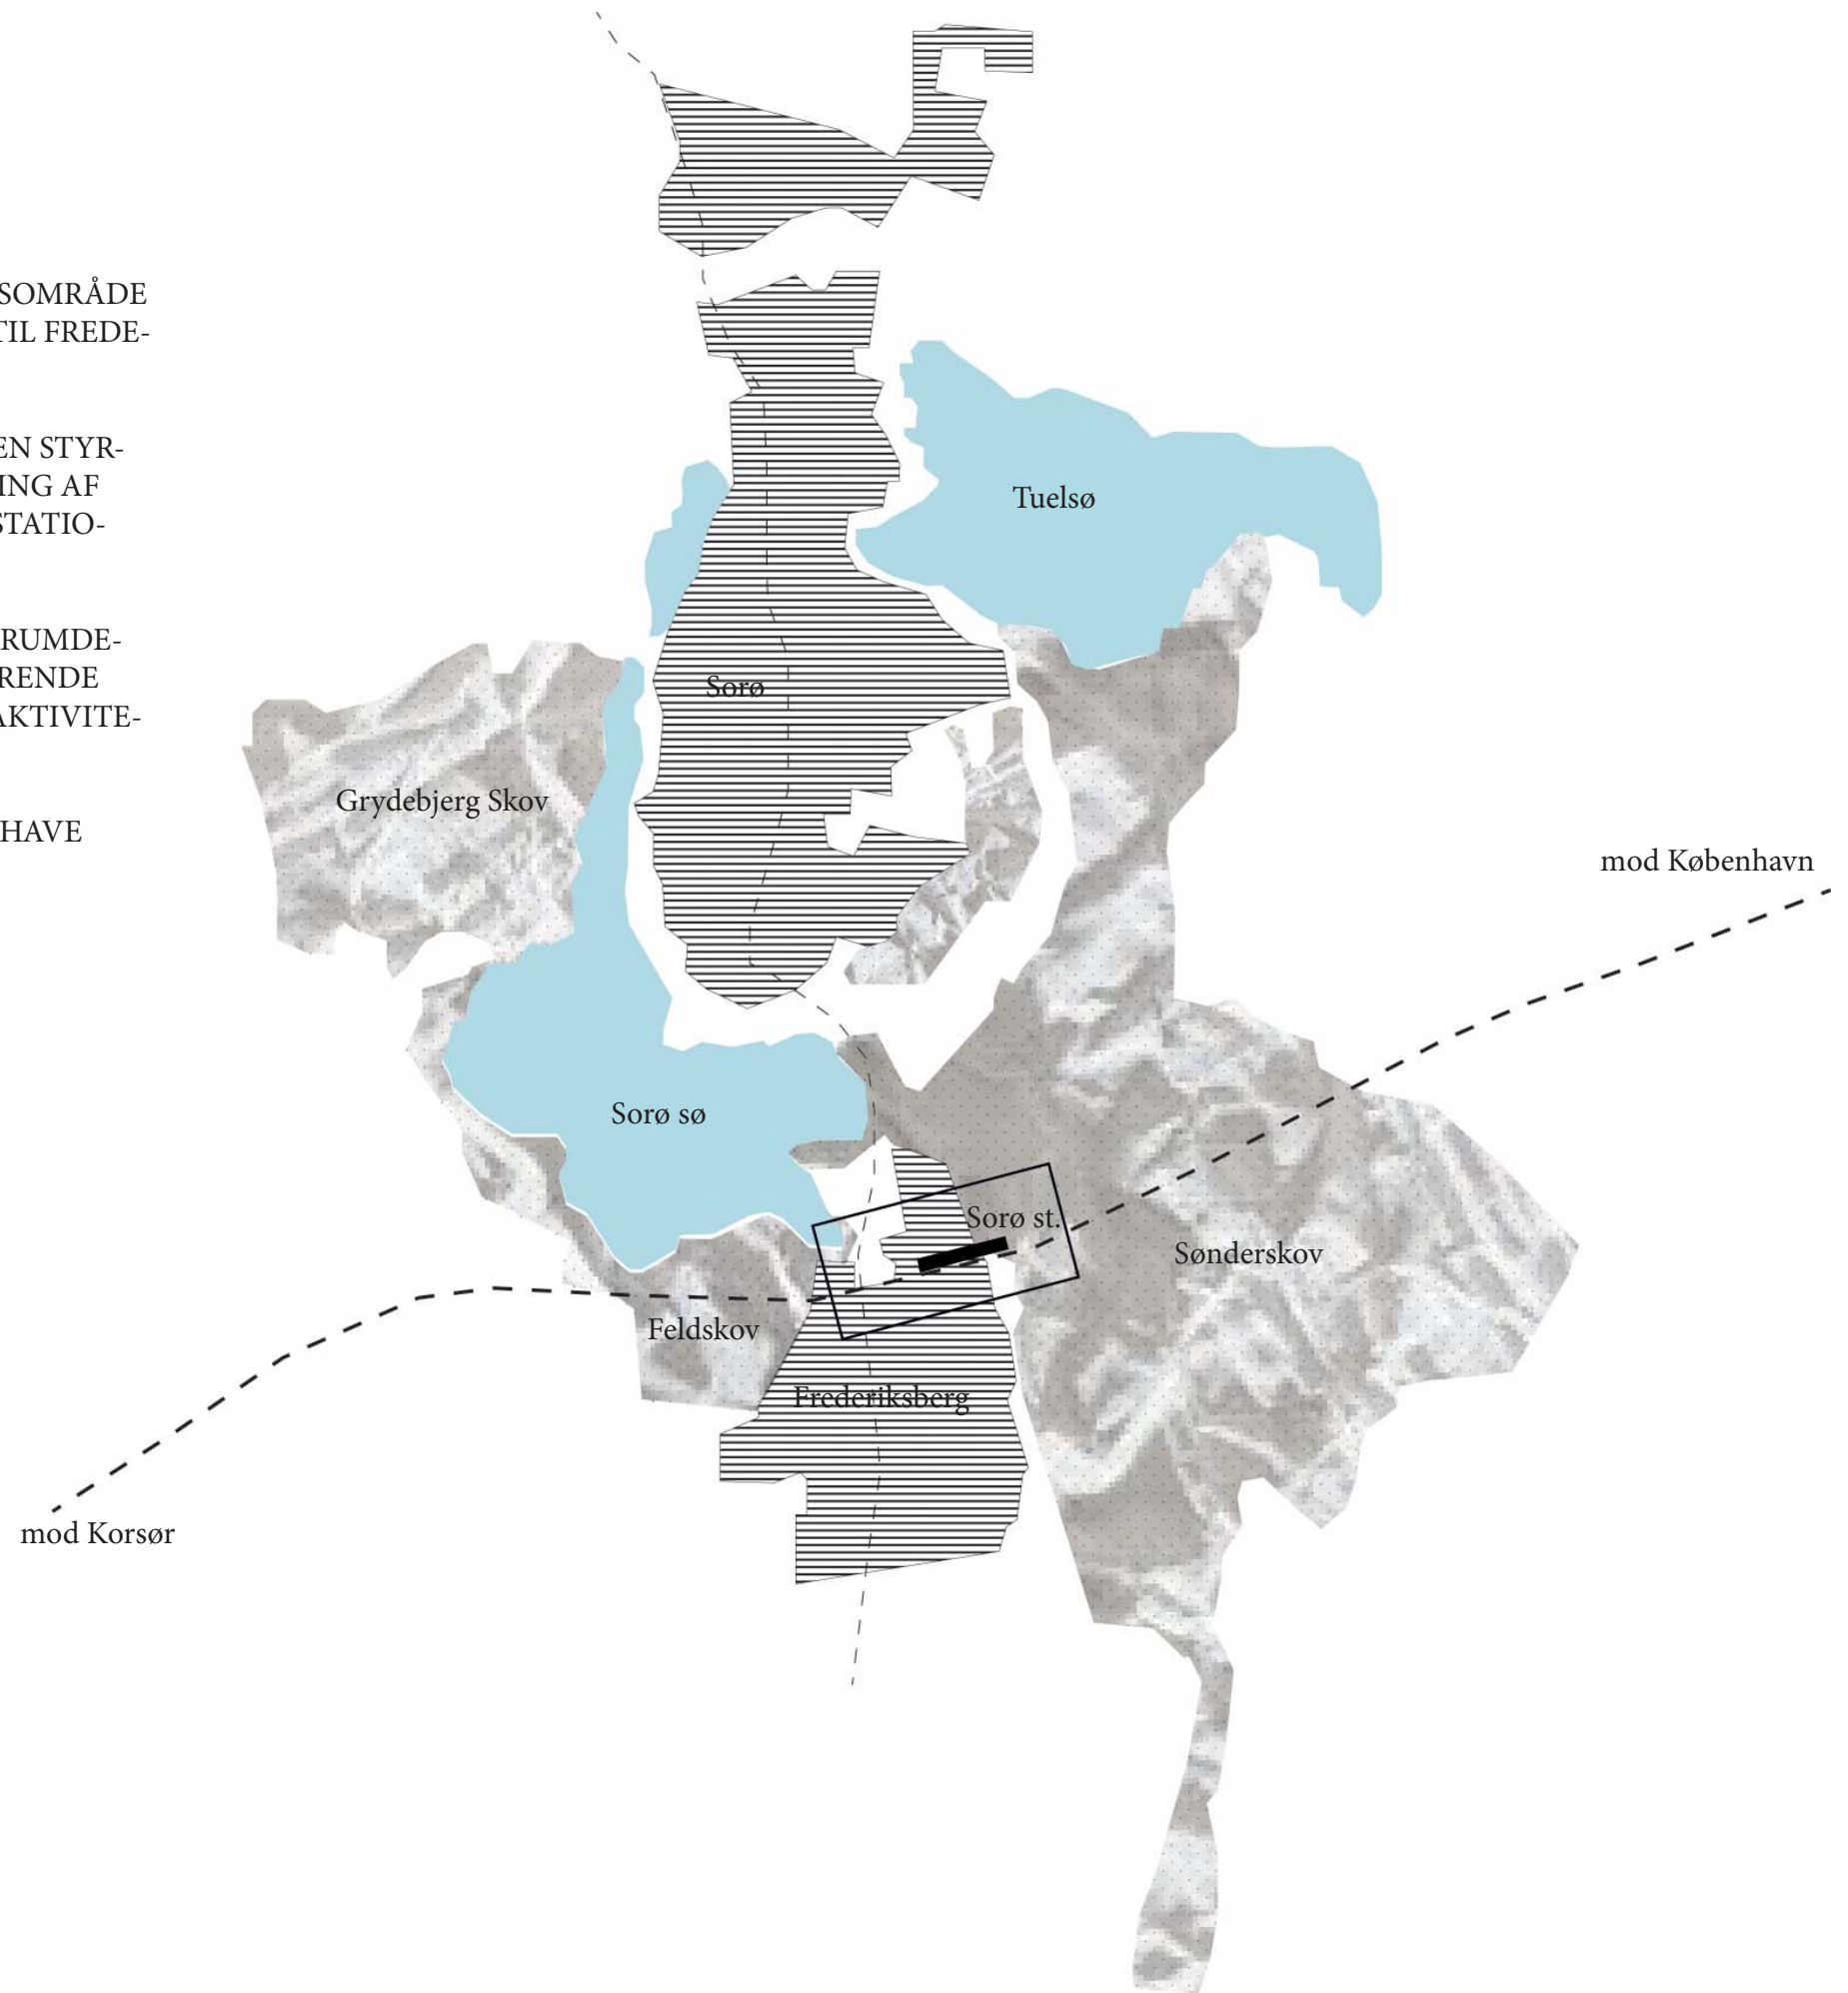 SOMRÅDE
TIL FREDE-
EN STYR-
ING AF
STATIO-
RUMDE-
RENDE
AKTIVITE-
HAVE
Tuelsø
Sorø
Grydebjerg Skov
mod København
Sorø sø
Sorø st.
Sønderskov
Feldskov
Frederiksberg
mod Korsør